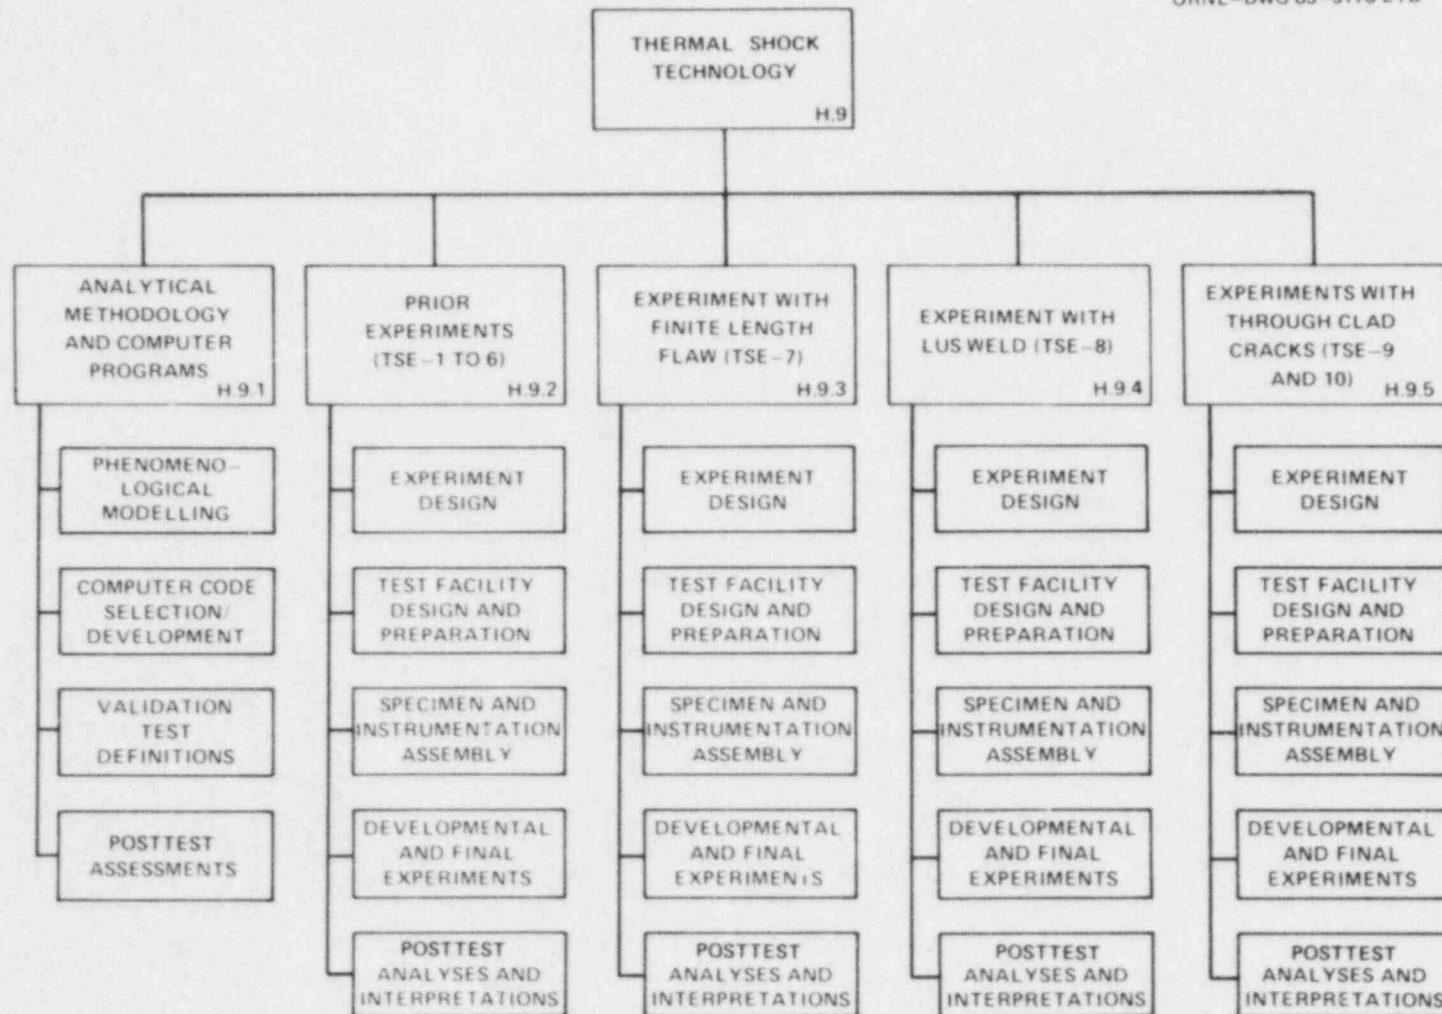 THERMAL SHOCK
TECHNOLOGY
H.9
ANALYTICAL
METHODOLOGY
AND COMPUTER
PROGRAMS
H.9.1
PRIOR
EXPERIMENTS
(TSE-1 TO 6)
H.9.2
EXPERIMENT WITH
FINITE LENGTH
FLAW (TSE-7)
H.9.3
EXPERIMENT WITH
LUS WELD (TSE-8)
H.9.4
EXPERIMENTS WITH
THROUGH CLAD
CRACKS (TSE-9
AND 10)
H.9.5
PHENOMENO-
LOGICAL
MODELLING
COMPUTER CODE
SELECTION/
DEVELOPMENT
VALIDATION
TEST
DEFINITIONS
POSTTEST
ASSESSMENTS
EXPERIMENT
DESIGN
TEST FACILITY
DESIGN AND
PREPARATION
SPECIMEN AND
INSTRUMENTATION
ASSEMBLY
DEVELOPMENTAL
AND FINAL
EXPERIMENTS
POSTTEST
ANALYSES AND
INTERPRETATIONS
EXPERIMENT
DESIGN
TEST FACILITY
DESIGN AND
PREPARATION
SPECIMEN AND
INSTRUMENTATION
ASSEMBLY
DEVELOPMENTAL
AND FINAL
EXPERIMENTS
POSTTEST
ANALYSES AND
INTERPRETATIONS
EXPERIMENT
DESIGN
TEST FACILITY
DESIGN AND
PREPARATION
SPECIMEN AND
INSTRUMENTATION
ASSEMBLY
DEVELOPMENTAL
AND FINAL
EXPERIMENTS
POSTTEST
ANALYSES AND
INTERPRETATIONS
EXPERIMENT
DESIGN
TEST FACILITY
DESIGN AND
PREPARATION
SPECIMEN AND
INSTRUMENTATION
ASSEMBLY
DEVELOPMENTAL
AND FINAL
EXPERIMENTS
POSTTEST
ANALYSES AND
INTERPRETATIONS